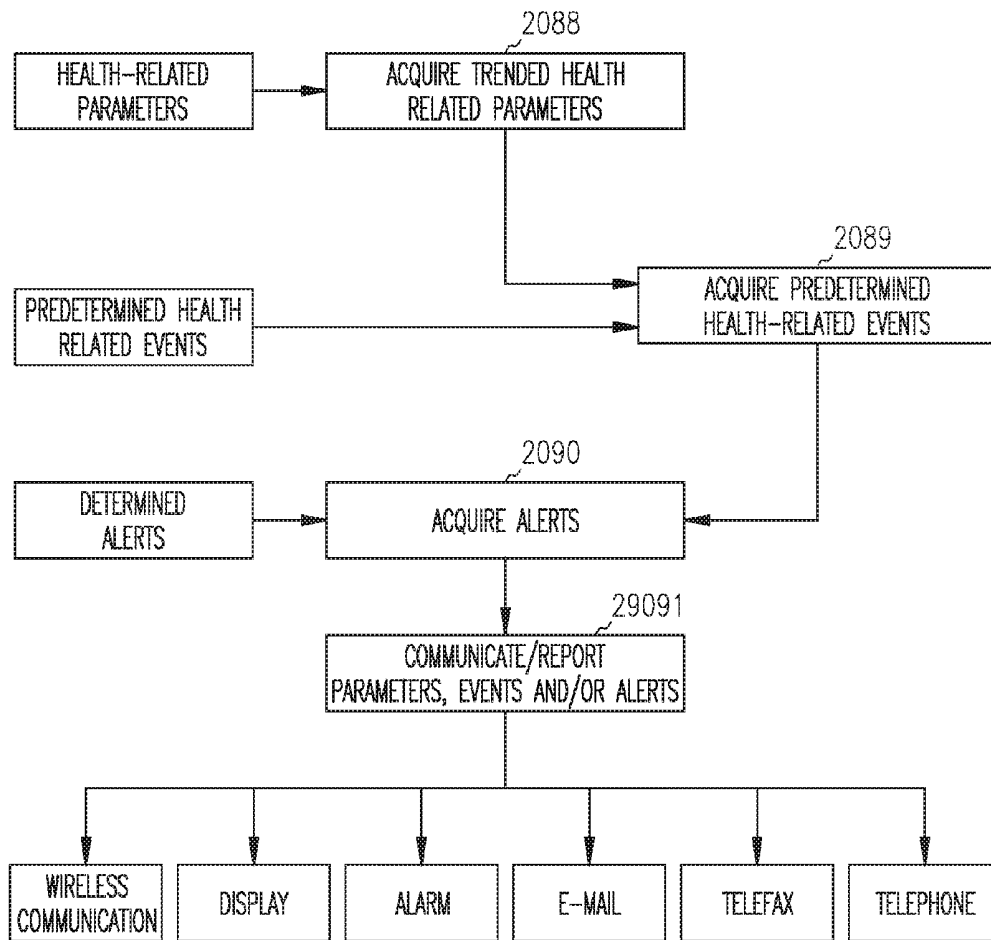 2088
HEALTH-RELATED
PARAMETERS
ACQUIRE TRENDED HEALTH
RELATED PARAMETERS
2089
PREDETERMINED HEALTH
RELATED EVENTS
ACQUIRE PREDETERMINED
HEALTH-RELATED EVENTS
2090
DETERMINED
ALERTS
ACQUIRE ALERTS
29091
COMMUNICATE/REPORT
PARAMETERS, EVENTS AND/OR ALERTS
WIRELESS
COMMUNICATION
DISPLAY
ALARM
E-MAIL
TELEFAX
TELEPHONE